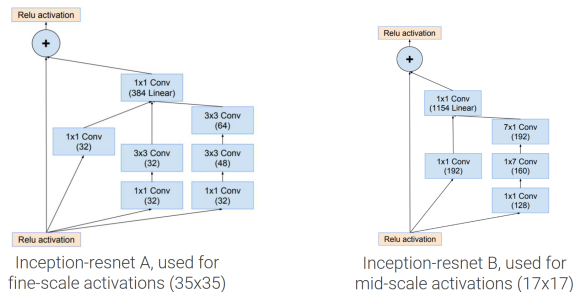 Relu activation
+
1x1 Conv
(384 Linear)
3x3 Conv
(64)
1x1 Conv
(32)
3x3 Conv
(32)
3x3 Conv
(48)
1x1 Conv
(32)
1x1 Conv
(32)
Relu activation
Inception-resnet A, used for
fine-scale activations (35x35)
Relu activation
+
1x1 Conv
(1154 Linear)
7x1 Conv
(192)
1x1 Conv
(192)
1x7 Conv
(160)
1x1 Conv
(128)
Relu activation
Inception-resnet B, used for
mid-scale activations (17x17)